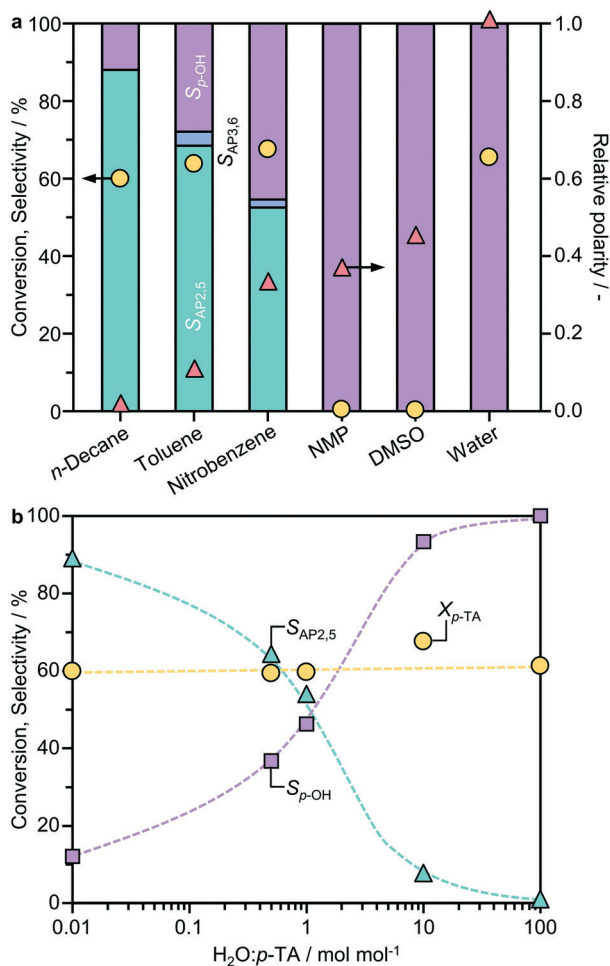 a
Conversion, Selectivity / %
100
80
60
40
20
0
S_p-OH
S_AP3,6
S_AP2,5
1.0
0.8
0.6
0.4
0.2
0.0
Relative polarity / -
n-Decane
Toluene
Nitrobenzene
NMP
DMSO
Water
b
Conversion, Selectivity / %
100
80
60
40
20
0
S_AP2,5
X_p-TA
S_p-OH
0.01
0.1
1
10
100
H₂O:p-TA / mol mol⁻¹